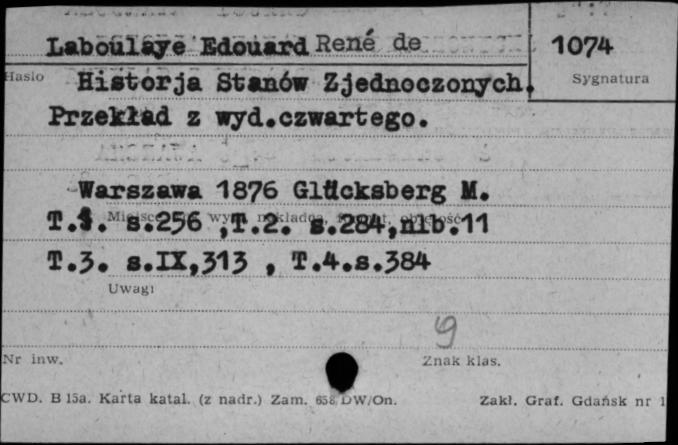 Laboulaye Edouard René de
1074
Hasło
Historja Stanów Zjednoczonych.
Sygnatura
Przekład z wyd.czwartego.
Warszawa 1876 Glücksberg M.
T.1. s.256 ,T.2. s.284,nlb.11
T.3. s.IX,313 , T.4.s.384
Uwagi
9
Nr inw.
Znak klas.
CWD. B 15a. Karta katal. (z nadr.) Zam. 658/DW/On.
Zakł. Graf. Gdańsk nr 1